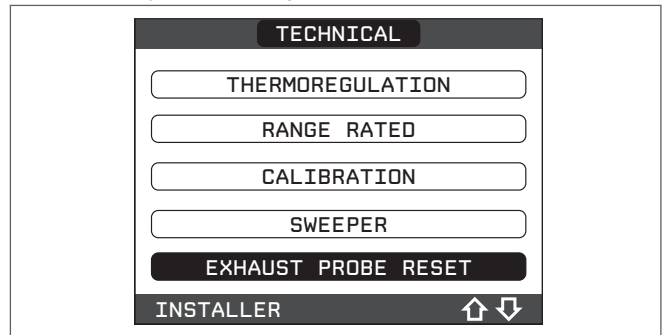 TECHNICAL
THERMOREGULATION
RANGE RATED
CALIBRATION
SWEEPER
EXHAUST PROBE RESET
INSTALLER